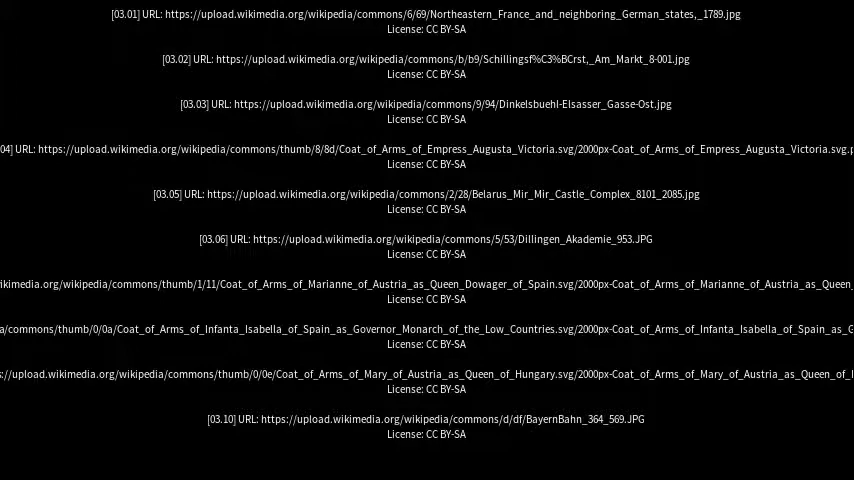 [03.01] URL: https://upload.wikimedia.org/wikipedia/commons/6/69/Northeastern_France_and_neighboring_German_states,_1789.jpg
License: CC BY-SA
[03.02] URL: https://upload.wikimedia.org/wikipedia/commons/b/b9/Schillingsf%C3%BCrst,_Am_Markt_8-001.jpg
License: CC BY-SA
[03.03] URL: https://upload.wikimedia.org/wikipedia/commons/9/94/Dinkelsbuehl-Elsasser_Gasse-Ost.jpg
License: CC BY-SA
04] URL: https://upload.wikimedia.org/wikipedia/commons/thumb/8/8d/Coat_of_Arms_of_Empress_Augusta_Victoria.svg/2000px-Coat_of_Arms_of_Empress_Augusta_Victoria.svg.p
License: CC BY-SA
[03.05] URL: https://upload.wikimedia.org/wikipedia/commons/2/28/Belarus_Mir_Mir_Castle_Complex_8101_2085.jpg
License: CC BY-SA
[03.06] URL: https://upload.wikimedia.org/wikipedia/commons/5/53/Dillingen_Akademie_953.JPG
License: CC BY-SA
ikimedia.org/wikipedia/commons/thumb/1/11/Coat_of_Arms_of_Marianne_of_Austria_as_Queen_Dowager_of_Spain.svg/2000px-Coat_of_Arms_of_Marianne_of_Austria_as_Queen_
License: CC BY-SA
a/commons/thumb/0/0a/Coat_of_Arms_of_Infanta_Isabella_of_Spain_as_Governor_Monarch_of_the_Low_Countries.svg/2000px-Coat_of_Arms_of_Infanta_Isabella_of_Spain_as_G
License: CC BY-SA
://upload.wikimedia.org/wikipedia/commons/thumb/0/0e/Coat_of_Arms_of_Mary_of_Austria_as_Queen_of_Hungary.svg/2000px-Coat_of_Arms_of_Mary_of_Austria_as_Queen_of_
License: CC BY-SA
[03.10] URL: https://upload.wikimedia.org/wikipedia/commons/d/df/BayernBahn_364_569.JPG
License: CC BY-SA